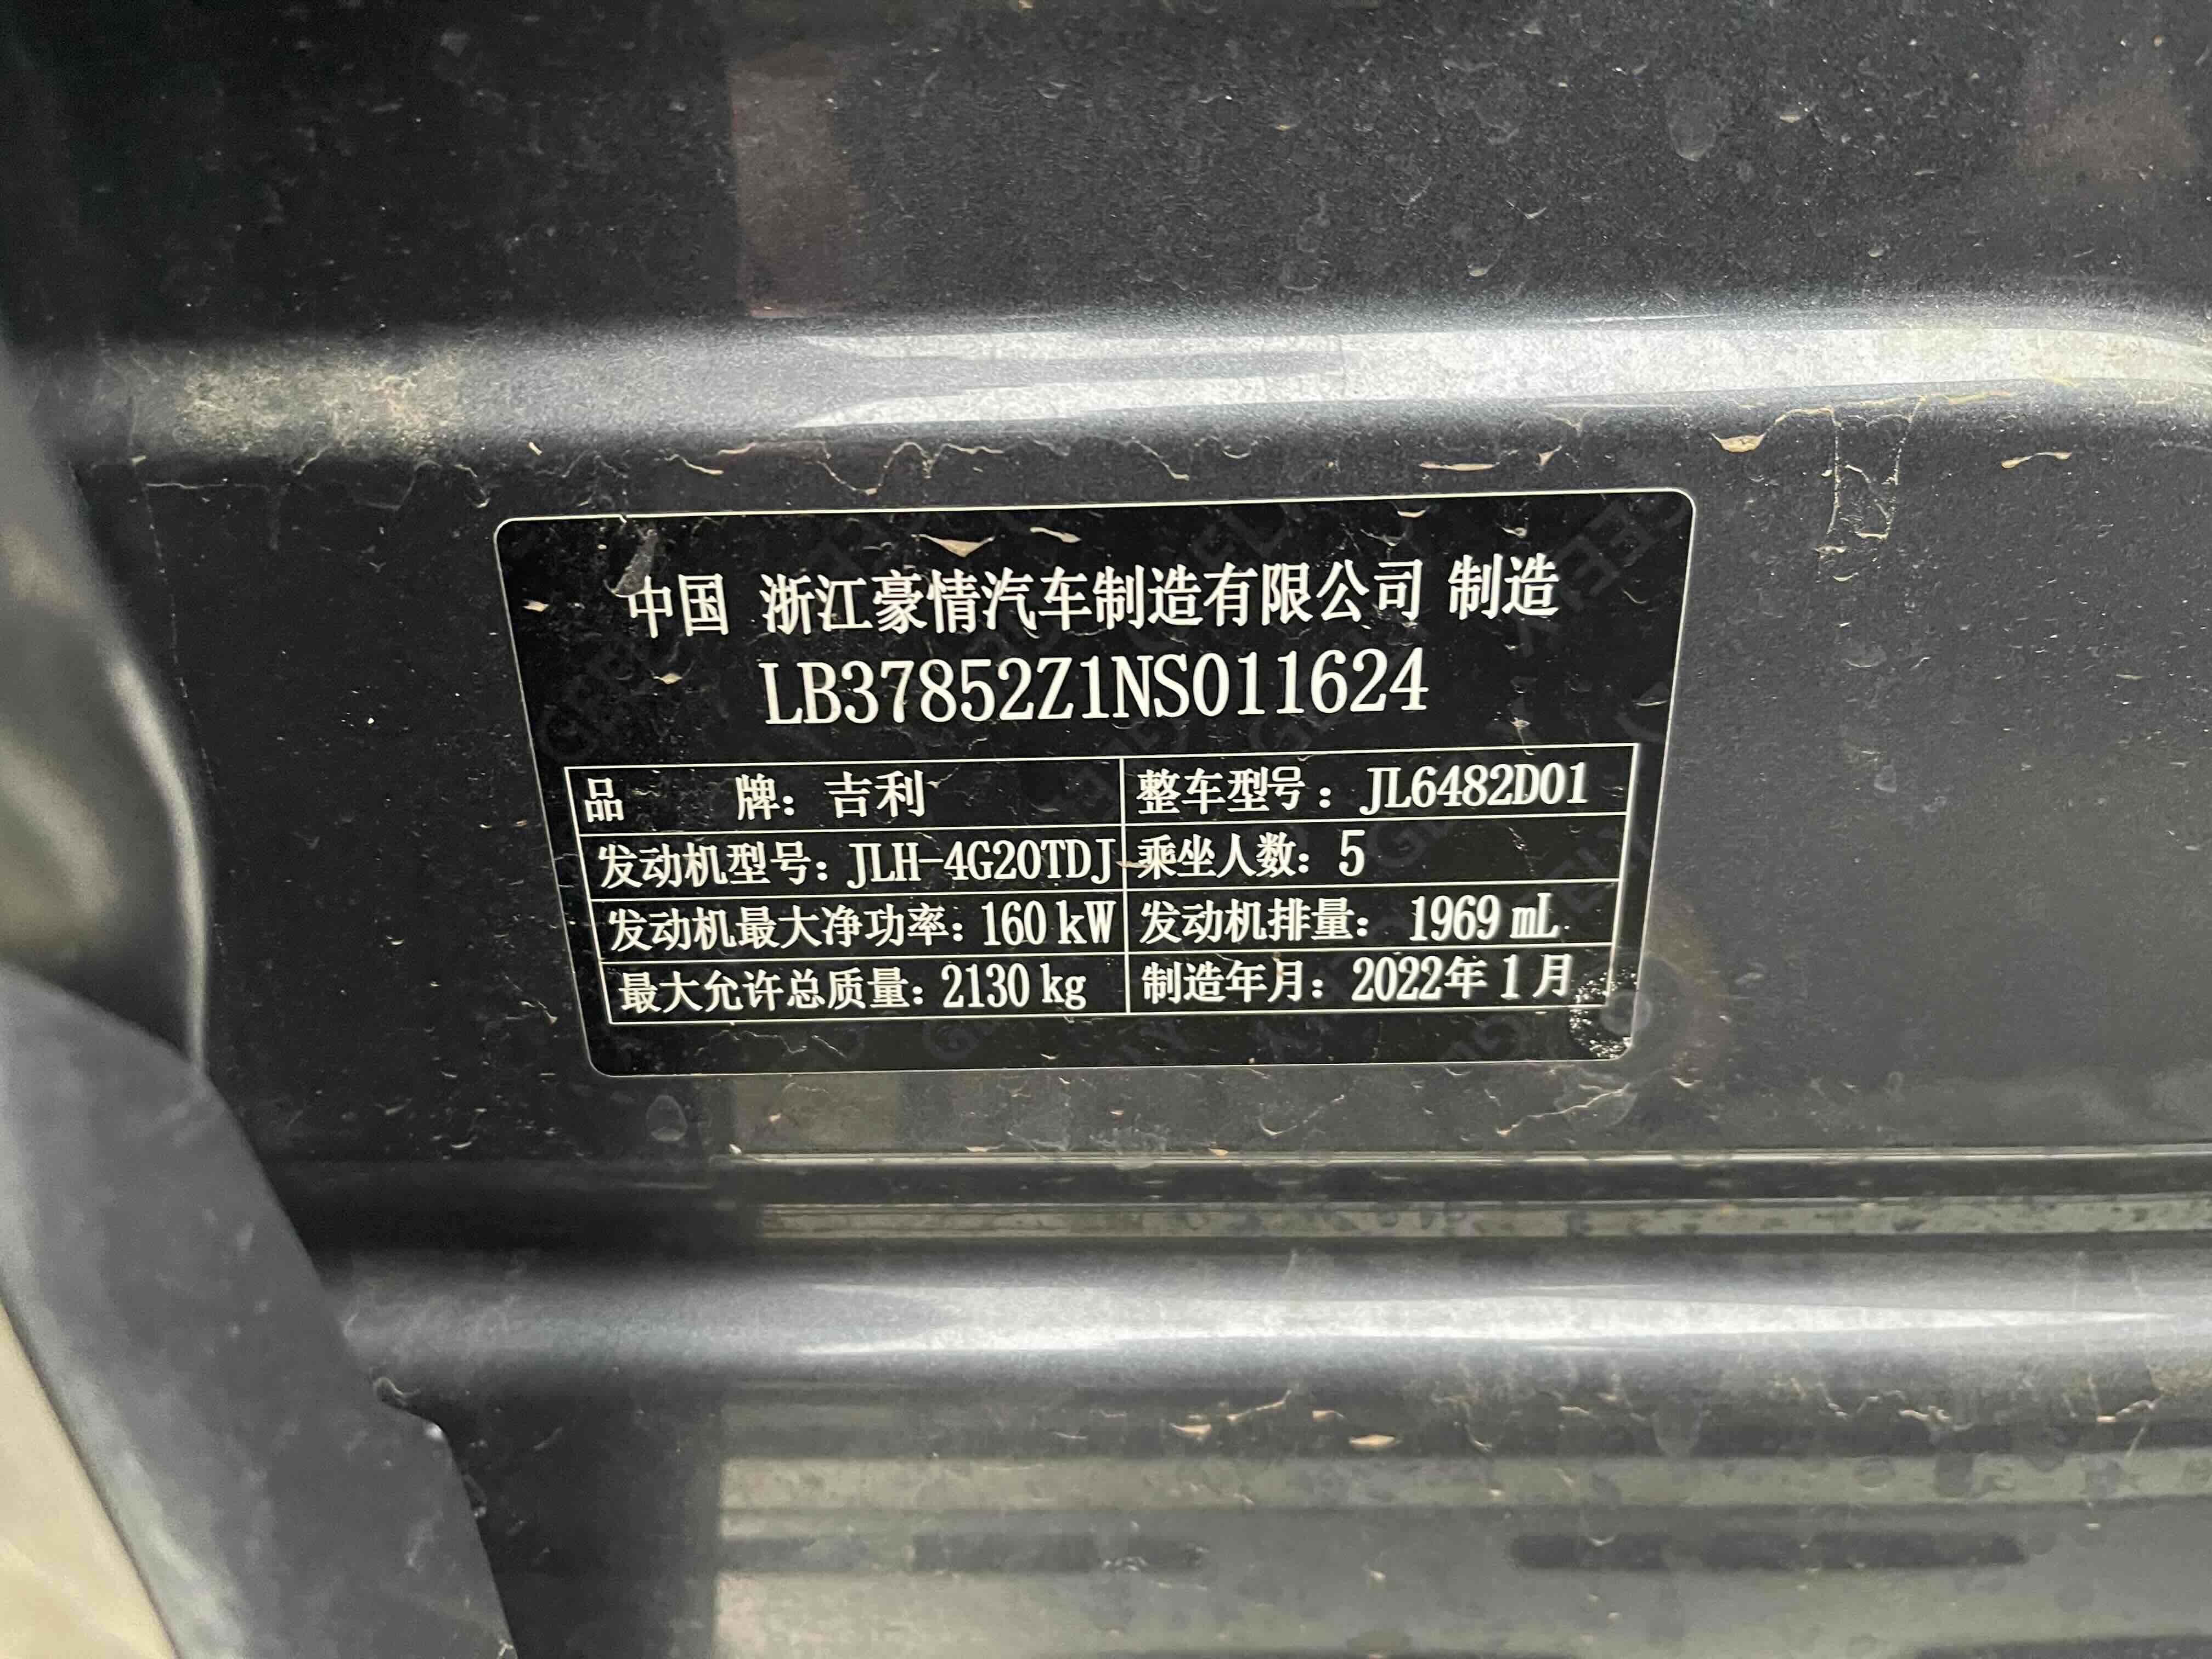 中国 浙江豪情汽车制造有限公司 制造
LB37852Z1NS011624
品 牌：吉利 整车型号：JL6482D01
发动机型号：JLH-4G20TDJ 乘坐人数：5
发动机最大净功率：160 kW 发动机排量：1969 mL
最大允许总质量：2130 kg 制造年月：2022年1月